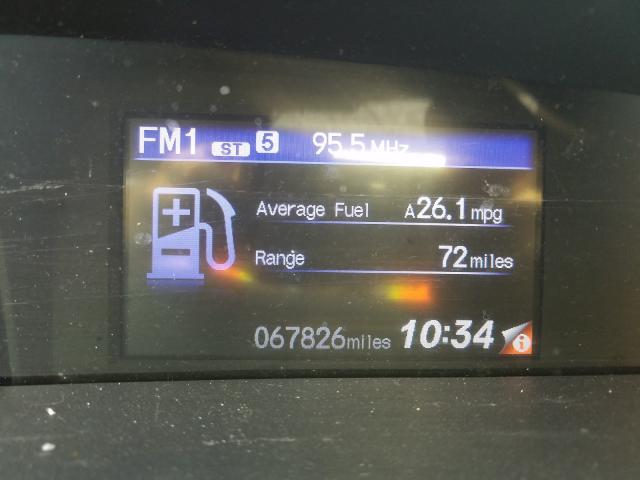 FM1 ST 5 95.5 MHz
Average Fuel A26.1 mpg
Range 72 miles
067826 miles 10:34 i